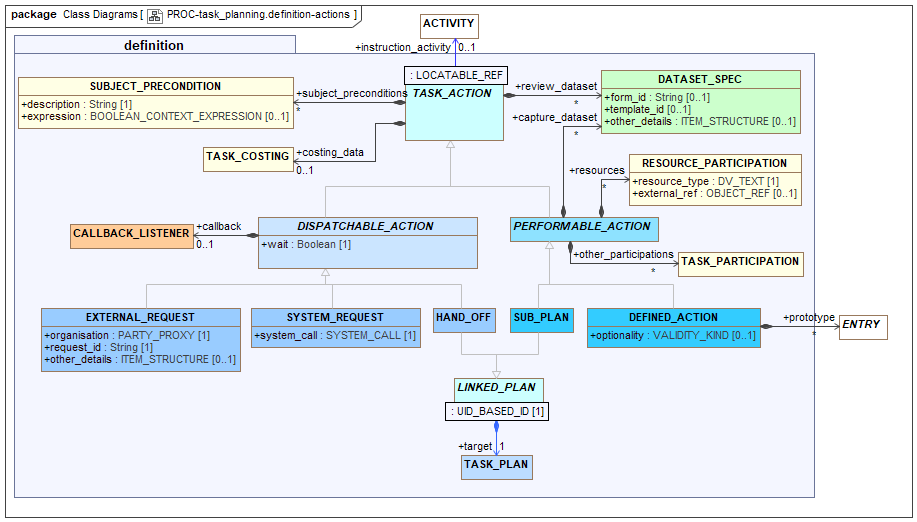 package Class Diagrams [ PROC-task_planning.definition-actions ]
definition
ACTIVITY
+instruction_activity 0..1
: LOCATABLE_REF
TASK_ACTION
SUBJECT_PRECONDITION
+description : String [1]
+expression : BOOLEAN_CONTEXT_EXPRESSION [0..1]
+subject_preconditions
*
+review_dataset
*
DATASET_SPEC
+form_id : String [0..1]
+template_id [0..1]
+other_details : ITEM_STRUCTURE [0..1]
+capture_dataset
*
TASK_COSTING
+costing_data
0..1
RESOURCE_PARTICIPATION
+resource_type : DV_TEXT [1]
+external_ref : OBJECT_REF [0..1]
+resources
*
CALLBACK_LISTENER
+callback
0..1
DISPATCHABLE_ACTION
+wait : Boolean [1]
PERFORMABLE_ACTION
+other_participations
*
TASK_PARTICIPATION
EXTERNAL_REQUEST
+organisation : PARTY_PROXY [1]
+request_id : String [1]
+other_details : ITEM_STRUCTURE [0..1]
SYSTEM_REQUEST
+system_call : SYSTEM_CALL [1]
HAND_OFF
SUB_PLAN
DEFINED_ACTION
+optionality : VALIDITY_KIND [0..1]
+prototype
*
ENTRY
LINKED_PLAN
: UID_BASED_ID [1]
+target 1
TASK_PLAN